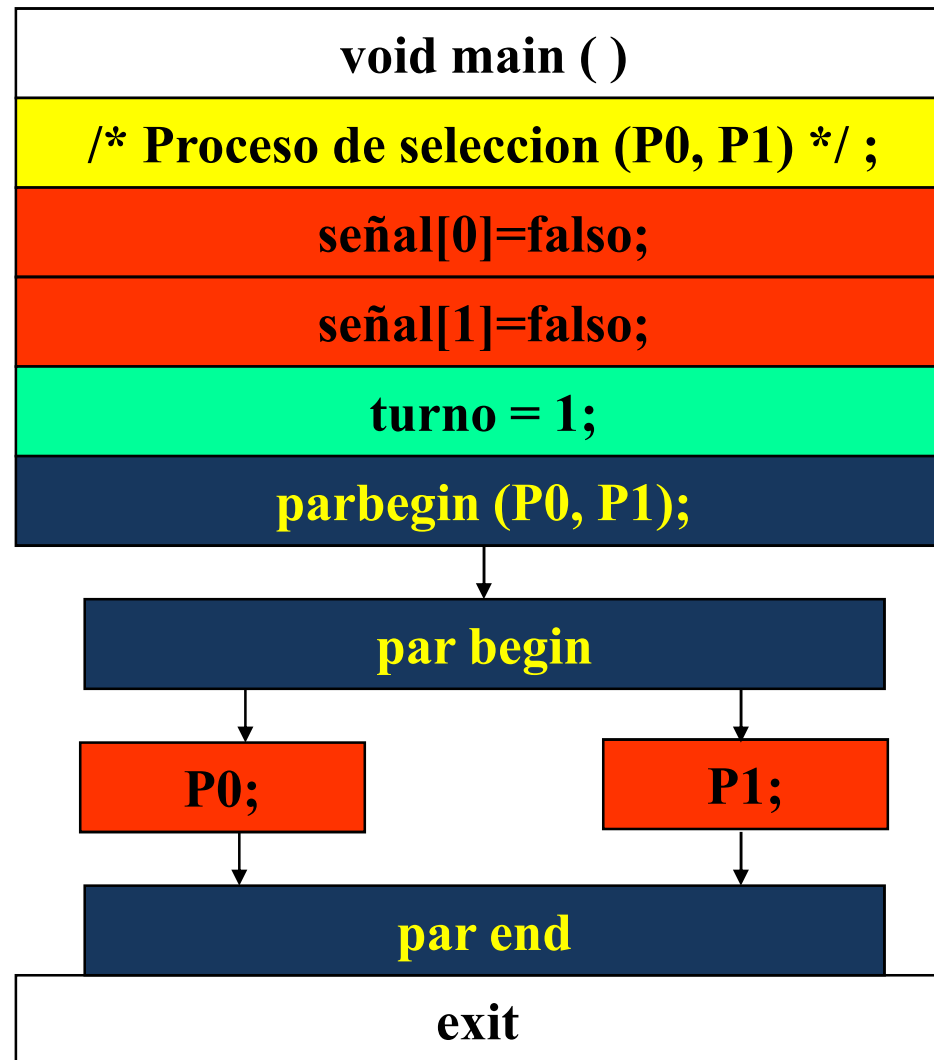 void main ( )
/* Proceso de seleccion (P0, P1) */ ;
señal[0]=falso;
señal[1]=falso;
turno = 1;
parbegin (P0, P1);
par begin
P0;
P1;
par end
exit